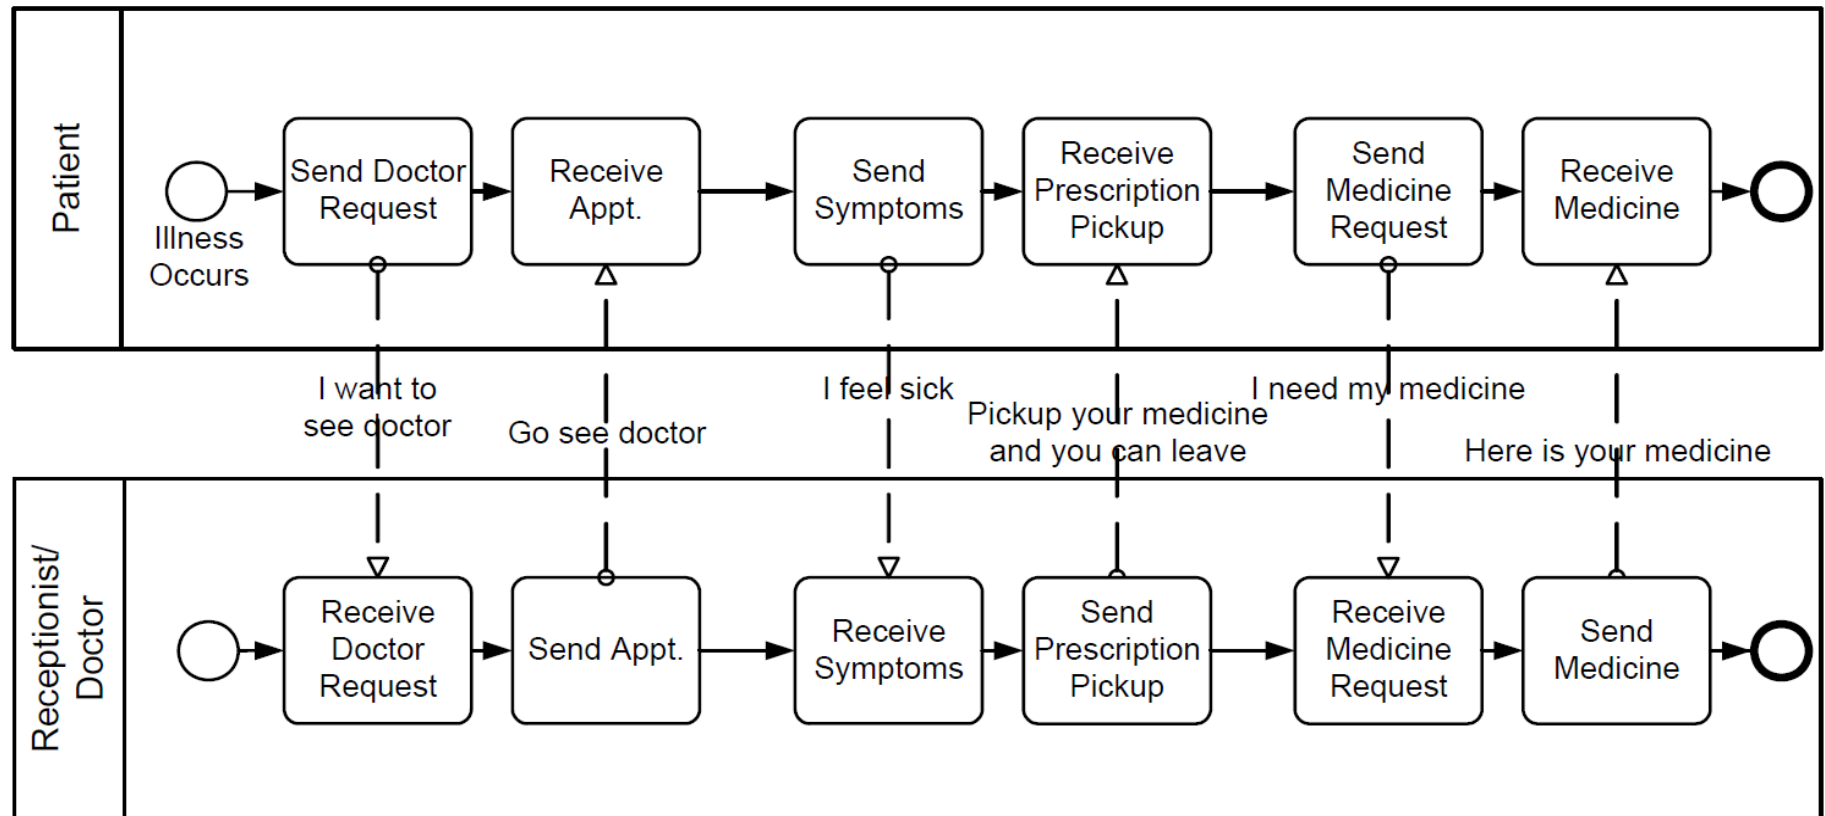 Patient
Illness
Occurs
Send Doctor
Request
Receive
Appt.
Send
Symptoms
Receive
Prescription
Pickup
Send
Medicine
Request
Receive
Medicine
I want to
see doctor
Go see doctor
I feel sick
Pickup your medicine
and you can leave
I need my medicine
Here is your medicine
Receptionist/
Doctor
Receive
Doctor
Request
Send Appt.
Receive
Symptoms
Send
Prescription
Pickup
Receive
Medicine
Request
Send
Medicine